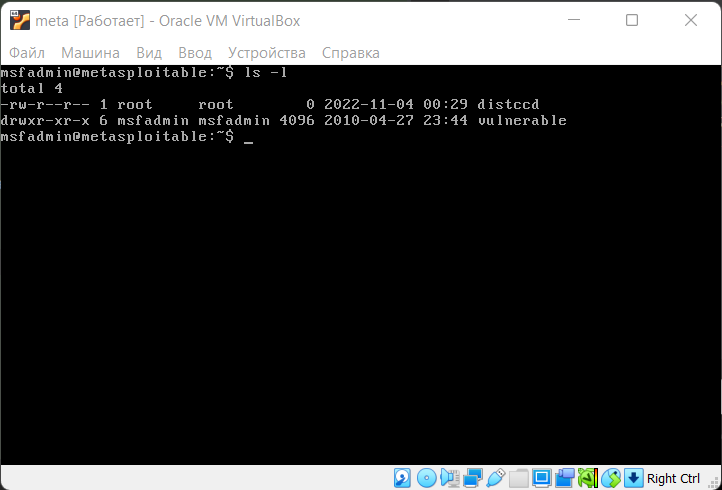 meta [Работает] - Oracle VM VirtualBox
Файл Машина Вид Ввод Устройства Справка
msfadmin@metasploitable:~$ ls -l
total 4
-rw-r--r-- 1 root     root         0 2022-11-04 00:29 distccd
drwxr-xr-x 6 msfadmin msfadmin 4096 2010-04-27 23:44 vulnerable
msfadmin@metasploitable:~$ _
Right Ctrl